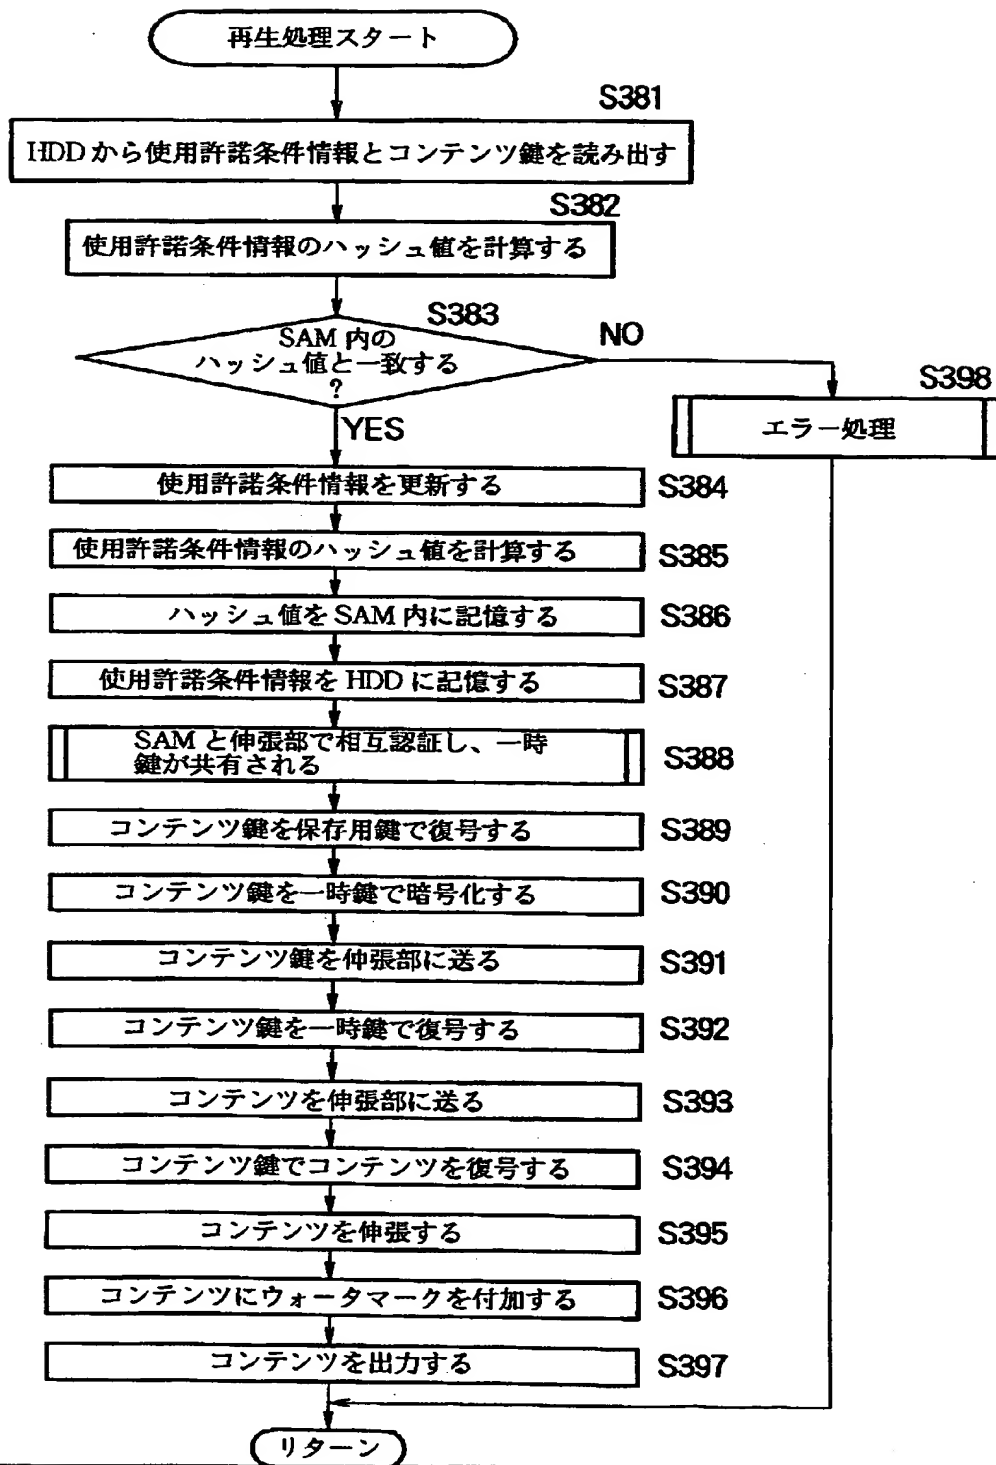 再生処理スタート
S381
HDDから使用許諾条件情報とコンテンツ鍵を読み出す
S382
使用許諾条件情報のハッシュ値を計算する
S383
SAM内の
ハッシュ値と一致する
?
NO
YES
S398
エラー処理
使用許諾条件情報を更新する
S384
使用許諾条件情報のハッシュ値を計算する
S385
ハッシュ値をSAM内に記憶する
S386
使用許諾条件情報をHDDに記憶する
S387
SAMと伸張部で相互認証し、一時
鍵が共有される
S388
コンテンツ鍵を保存用鍵で復号する
S389
コンテンツ鍵を一時鍵で暗号化する
S390
コンテンツ鍵を伸張部に送る
S391
コンテンツ鍵を一時鍵で復号する
S392
コンテンツを伸張部に送る
S393
コンテンツ鍵でコンテンツを復号する
S394
コンテンツを伸張する
S395
コンテンツにウォータマークを付加する
S396
コンテンツを出力する
S397
リターン